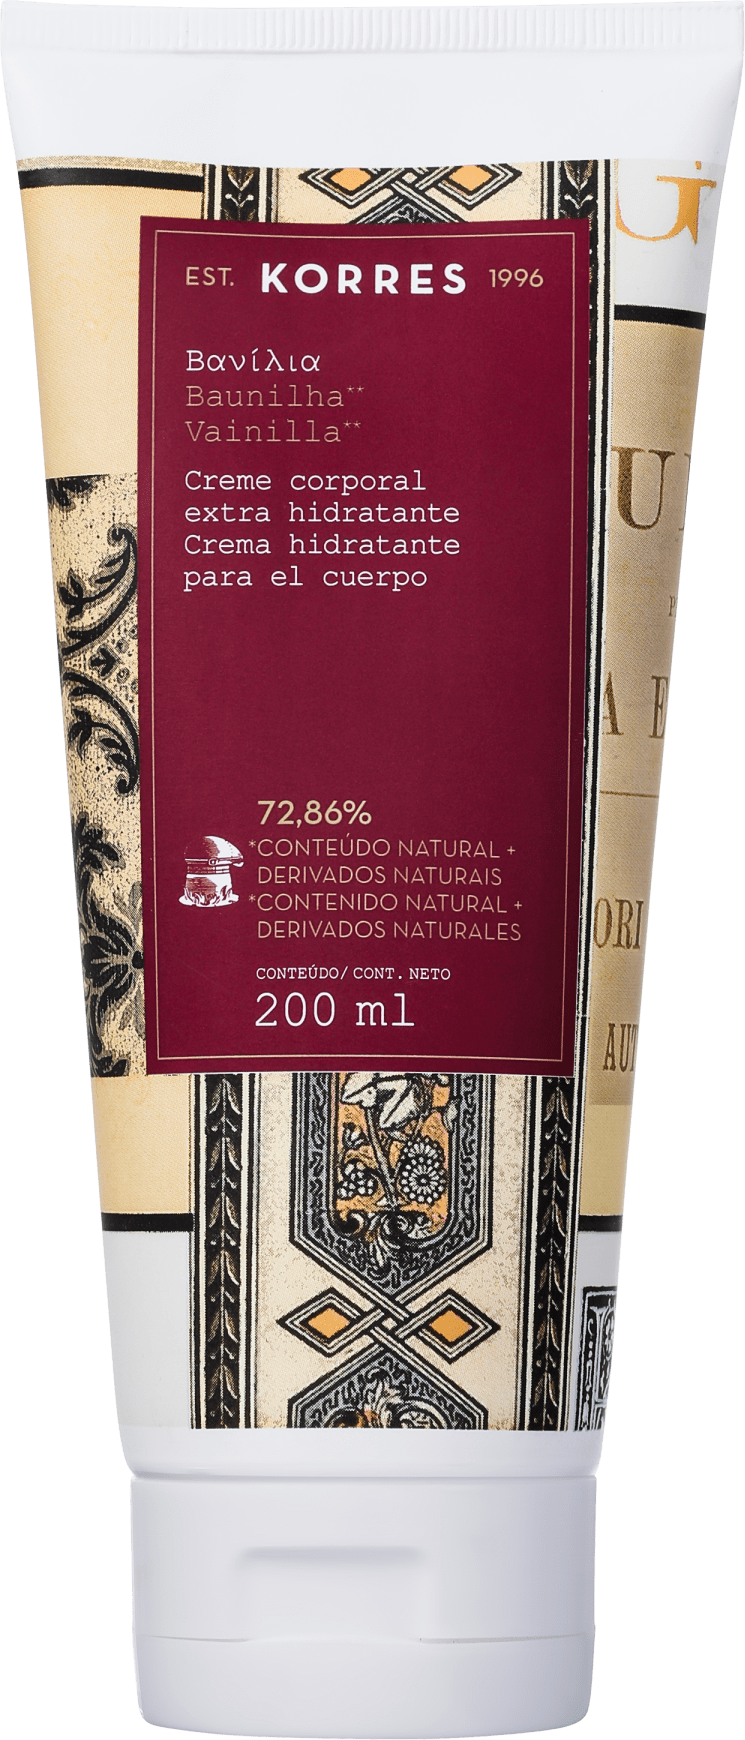 EST. KORRES 1996
Βανίλια
Baunilha**
Vainilla**
Creme corporal
extra hidratante
Crema hidratante
para el cuerpo
72,86%
*CONTEÚDO NATURAL +
DERIVADOS NATURAIS
*CONTENIDO NATURAL +
DERIVADOS NATURALES
CONTEÚDO/ CONT. NETO
200 ml